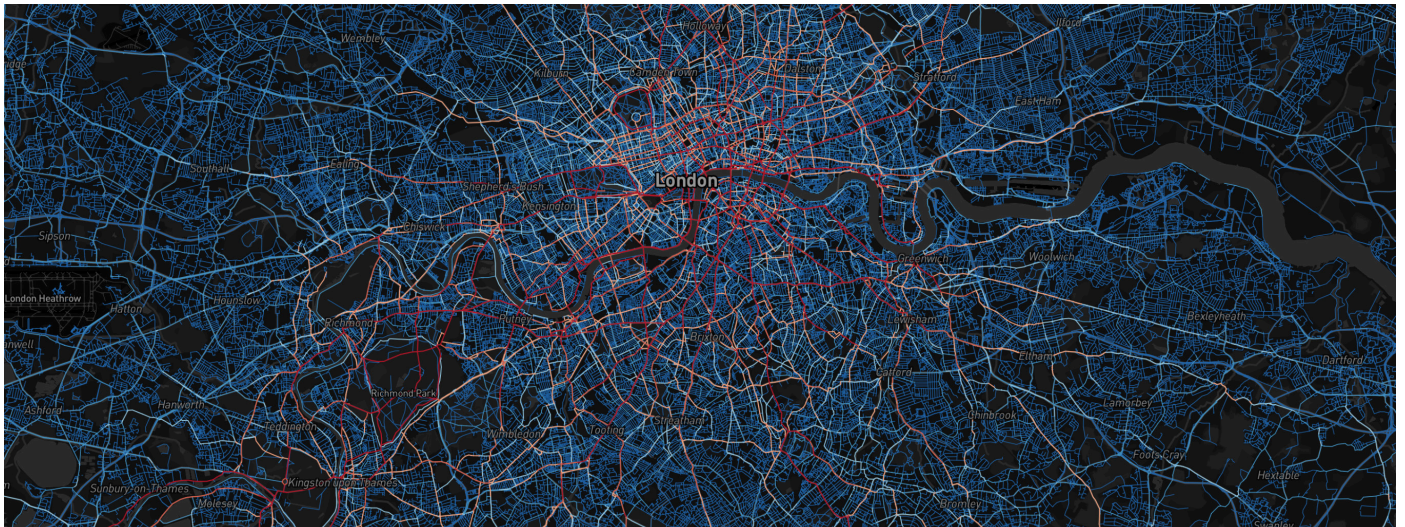 Holloway
Ilford
Wembley
Kilburn
Camden Town
Dalston
Stratford
East Ham
Southall
Ealing
Shepherd's Bush
London
Kensington
Chiswick
Sipson
Greenwich
Woolwich
London Heathrow
Hatton
Hounslow
Richmond
Putney
Lewisham
Bexleyheath
Brixton
Eltham
Dartford
Catford
Richmond Park
Ashford
Hanworth
Lamorbey
Teddington
Chinbrook
Streatham
Tooting
Wimbledon
Foots Cray
Hextable
Sunbury-on-Thames
Kingston upon Thames
Molesey
Bromley
Swanley